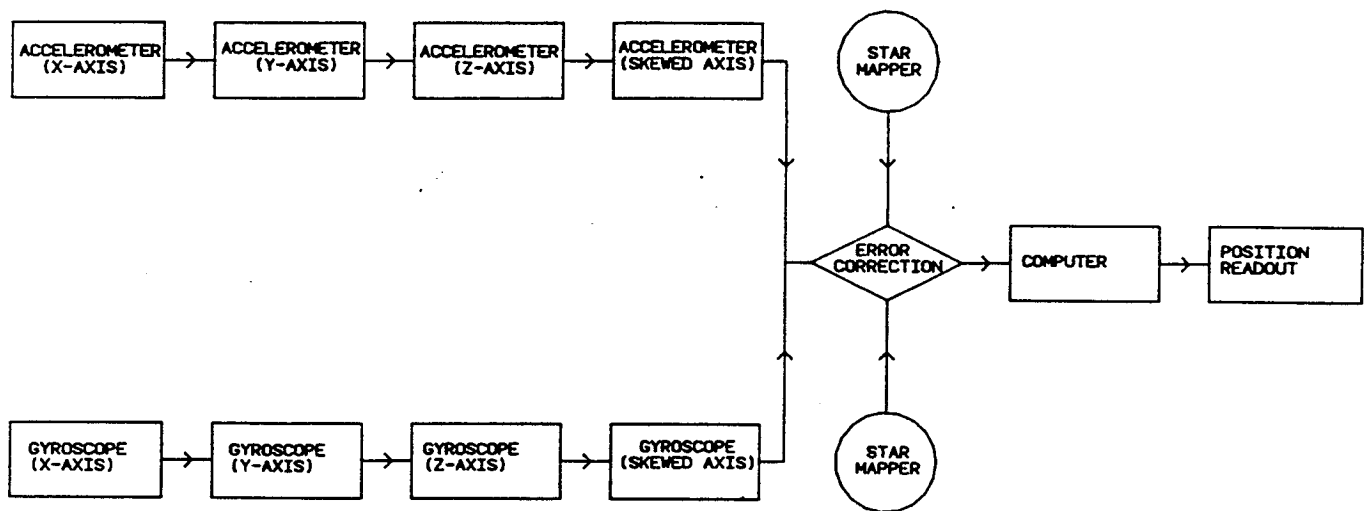 ACCELEROMETER
(X-AXIS)
ACCELEROMETER
(Y-AXIS)
ACCELEROMETER
(Z-AXIS)
ACCELEROMETER
(SKEWED AXIS)
STAR
MAPPER
ERROR
CORRECTION
COMPUTER
POSITION
READOUT
GYROSCOPE
(X-AXIS)
GYROSCOPE
(Y-AXIS)
GYROSCOPE
(Z-AXIS)
GYROSCOPE
(SKEWED AXIS)
STAR
MAPPER